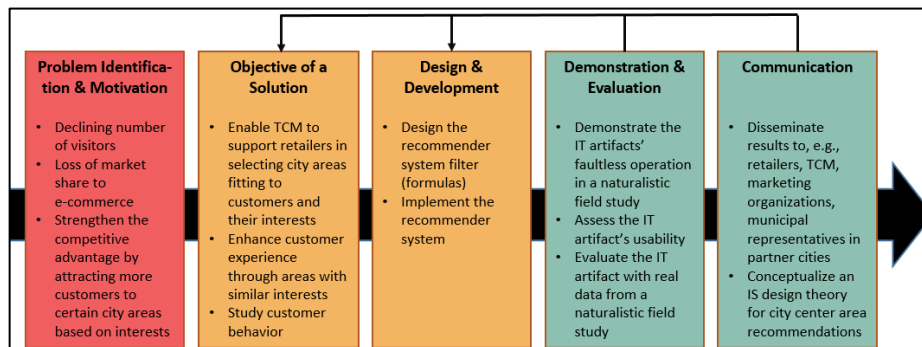 Problem Identifica-
tion & Motivation
• Declining number
of visitors
• Loss of market
share to
e-commerce
• Strengthen the
competitive
advantage by
attracting more
customers to
certain city areas
based on interests
Objective of a
Solution
• Enable TCM to
support retailers in
selecting city areas
fitting to
customers and
their interests
• Enhance customer
experience
through areas with
similar interests
• Study customer
behavior
Design &
Development
• Design the
recommender
system filter
(formulas)
• Implement the
recommender
system
Demonstration &
Evaluation
• Demonstrate the
IT artifacts'
faultless operation
in a naturalistic
field study
• Assess the IT
artifact's usability
• Evaluate the IT
artifact with real
data from a
naturalistic field
study
Communication
• Disseminate
results to, e.g.,
retailers, TCM,
marketing
organizations,
municipal
representatives in
partner cities
• Conceptualize an
IS design theory
for city center area
recommendations